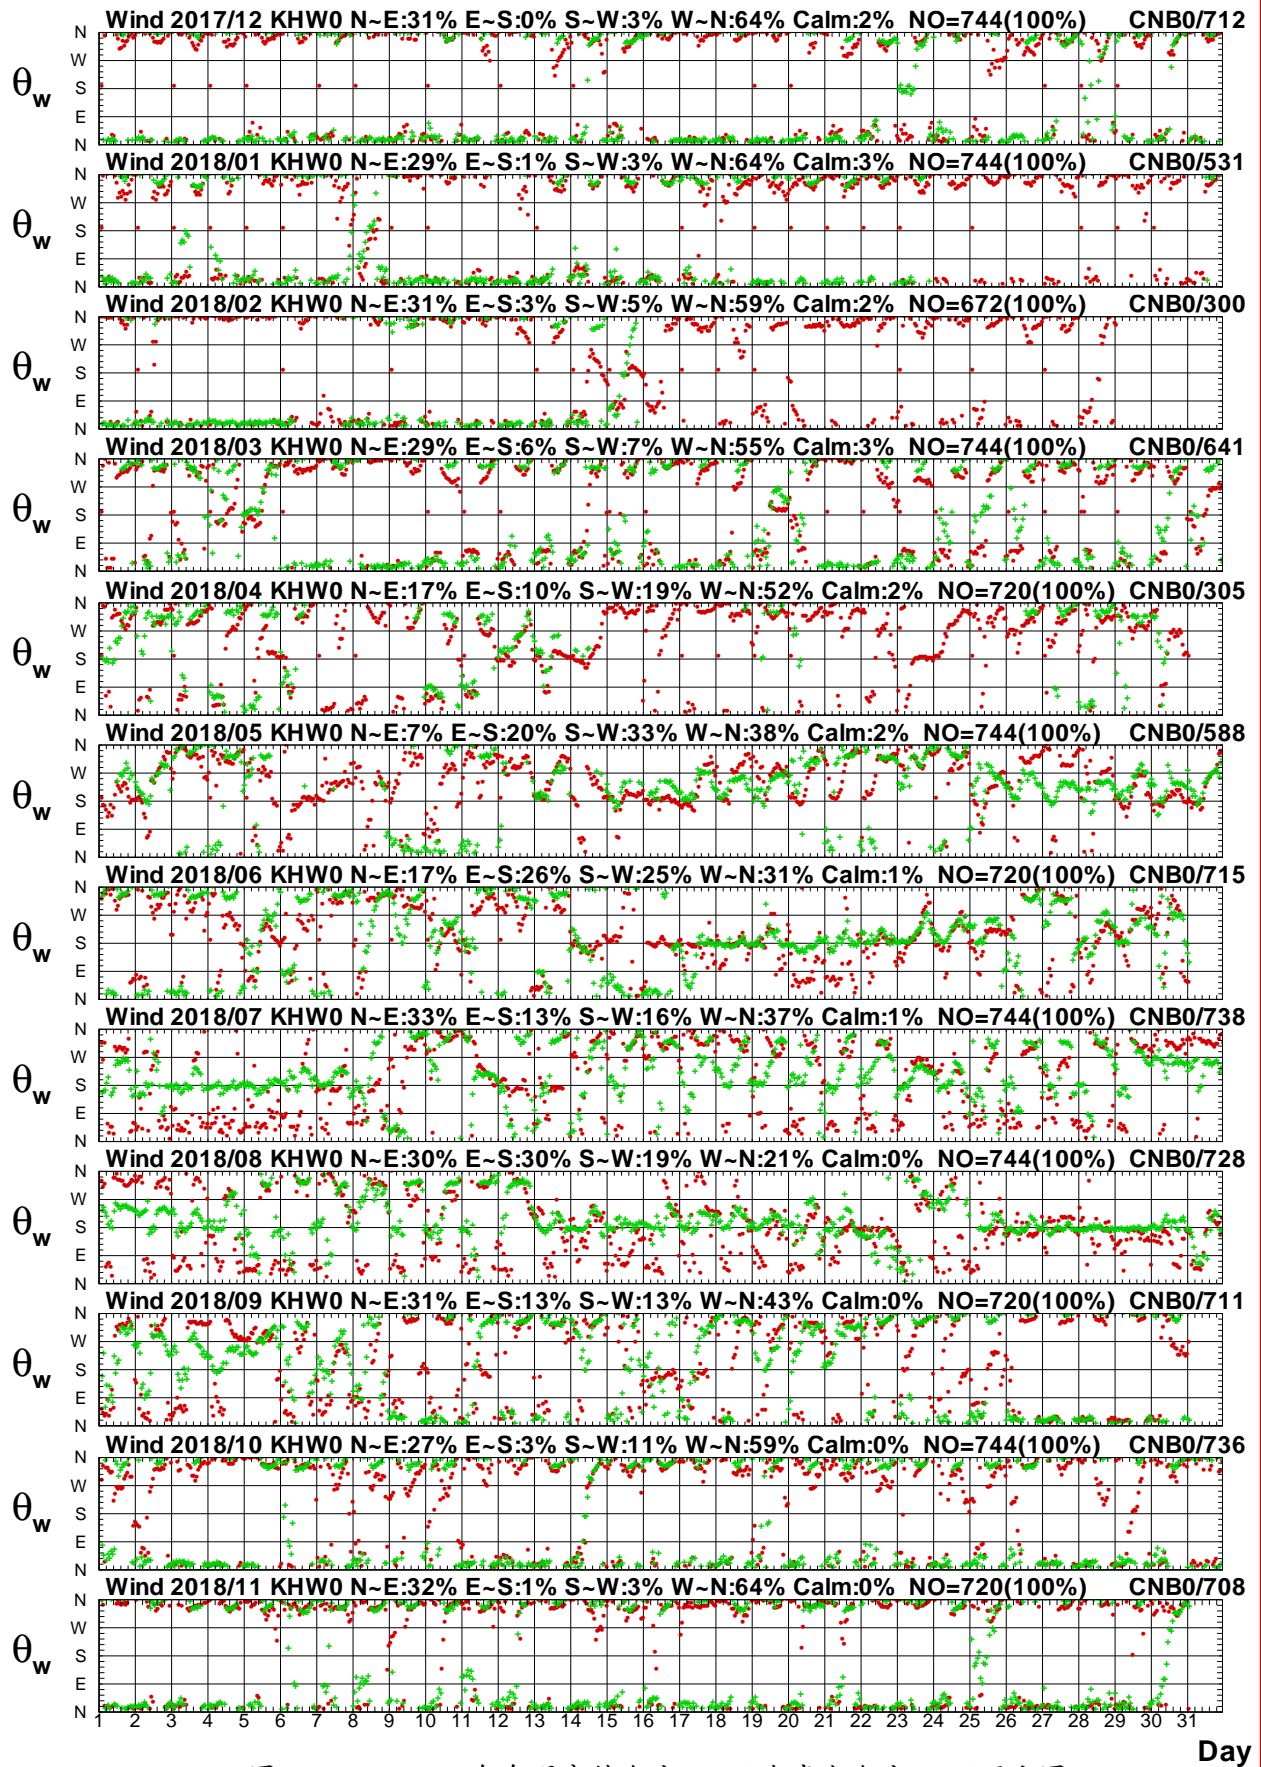 Wind 2017/12 KHW0 N~E:31% E~S:0% S~W:3% W~N:64% Calm:2% NO=744(100%) CNB0/712
N
W
θw S
E
N
Wind 2018/01 KHW0 N~E:29% E~S:1% S~W:3% W~N:64% Calm:3% NO=744(100%) CNB0/531
N
W
θw S
E
N
Wind 2018/02 KHW0 N~E:31% E~S:3% S~W:5% W~N:59% Calm:2% NO=672(100%) CNB0/300
N
W
θw S
E
N
Wind 2018/03 KHW0 N~E:29% E~S:6% S~W:7% W~N:55% Calm:3% NO=744(100%) CNB0/641
N
W
θw S
E
N
Wind 2018/04 KHW0 N~E:17% E~S:10% S~W:19% W~N:52% Calm:2% NO=720(100%) CNB0/305
N
W
θw S
E
N
Wind 2018/05 KHW0 N~E:7% E~S:20% S~W:33% W~N:38% Calm:2% NO=744(100%) CNB0/588
N
W
θw S
E
N
Wind 2018/06 KHW0 N~E:17% E~S:26% S~W:25% W~N:31% Calm:1% NO=720(100%) CNB0/715
N
W
θw S
E
N
Wind 2018/07 KHW0 N~E:33% E~S:13% S~W:16% W~N:37% Calm:1% NO=744(100%) CNB0/738
N
W
θw S
E
N
Wind 2018/08 KHW0 N~E:30% E~S:30% S~W:19% W~N:21% Calm:0% NO=744(100%) CNB0/728
N
W
θw S
E
N
Wind 2018/09 KHW0 N~E:31% E~S:13% S~W:13% W~N:43% Calm:0% NO=720(100%) CNB0/711
N
W
θw S
E
N
Wind 2018/10 KHW0 N~E:27% E~S:3% S~W:11% W~N:59% Calm:0% NO=744(100%) CNB0/736
N
W
θw S
E
N
Wind 2018/11 KHW0 N~E:32% E~S:1% S~W:3% W~N:64% Calm:0% NO=720(100%) CNB0/708
N
W
θw S
E
N
1 2 3 4 5 6 7 8 9 10 11 12 13 14 15 16 17 18 19 20 21 22 23 24 25 26 27 28 29 30 31
Day